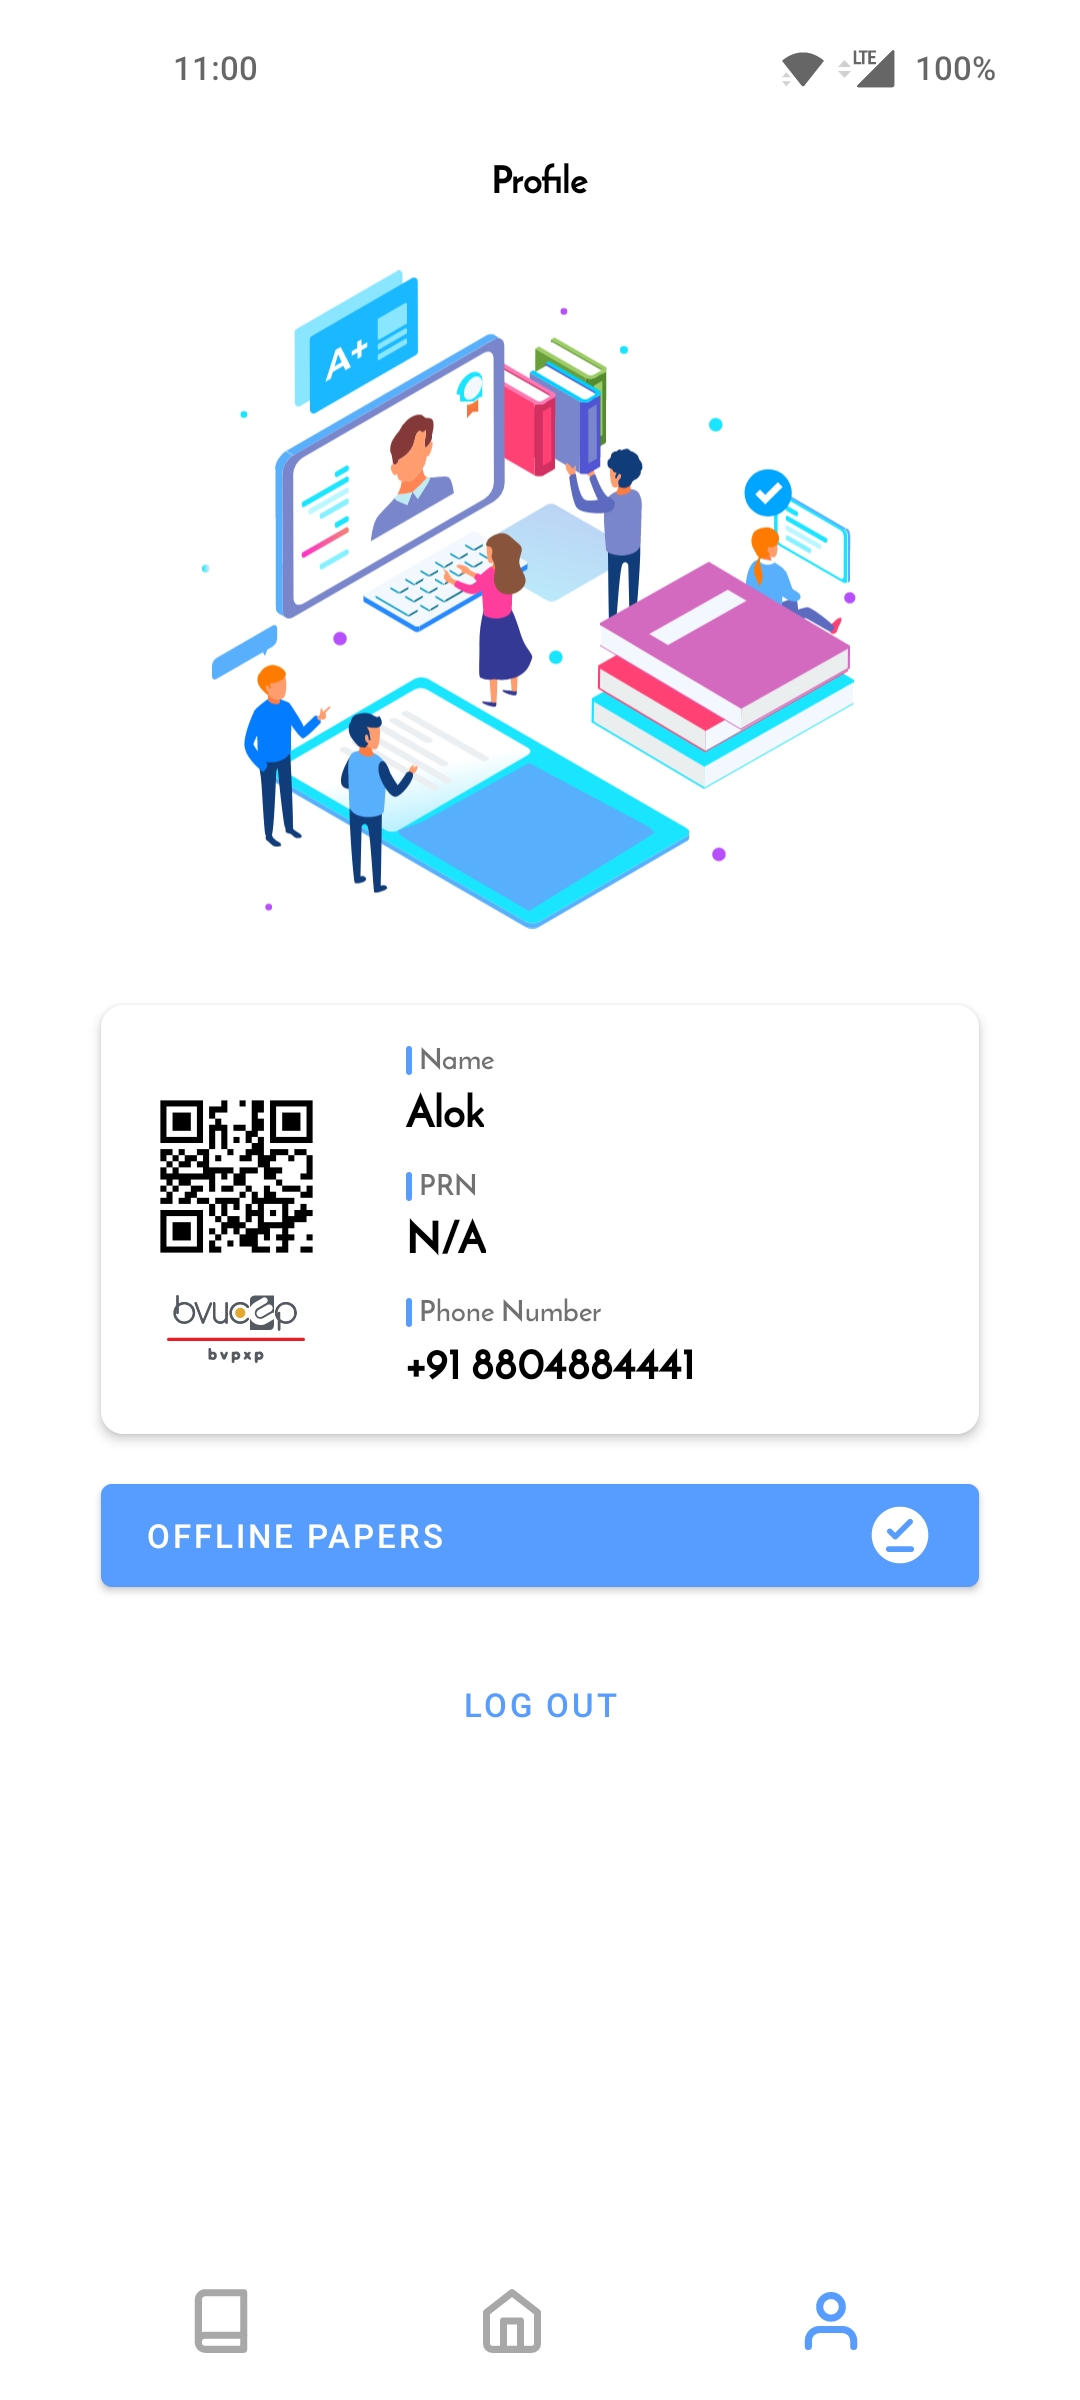 11:00
LTE
100%
Profile
A+
Name
Alok
PRN
N/A
Phone Number
+91 8804884441
bvucep
bvpxp
OFFLINE PAPERS
LOG OUT